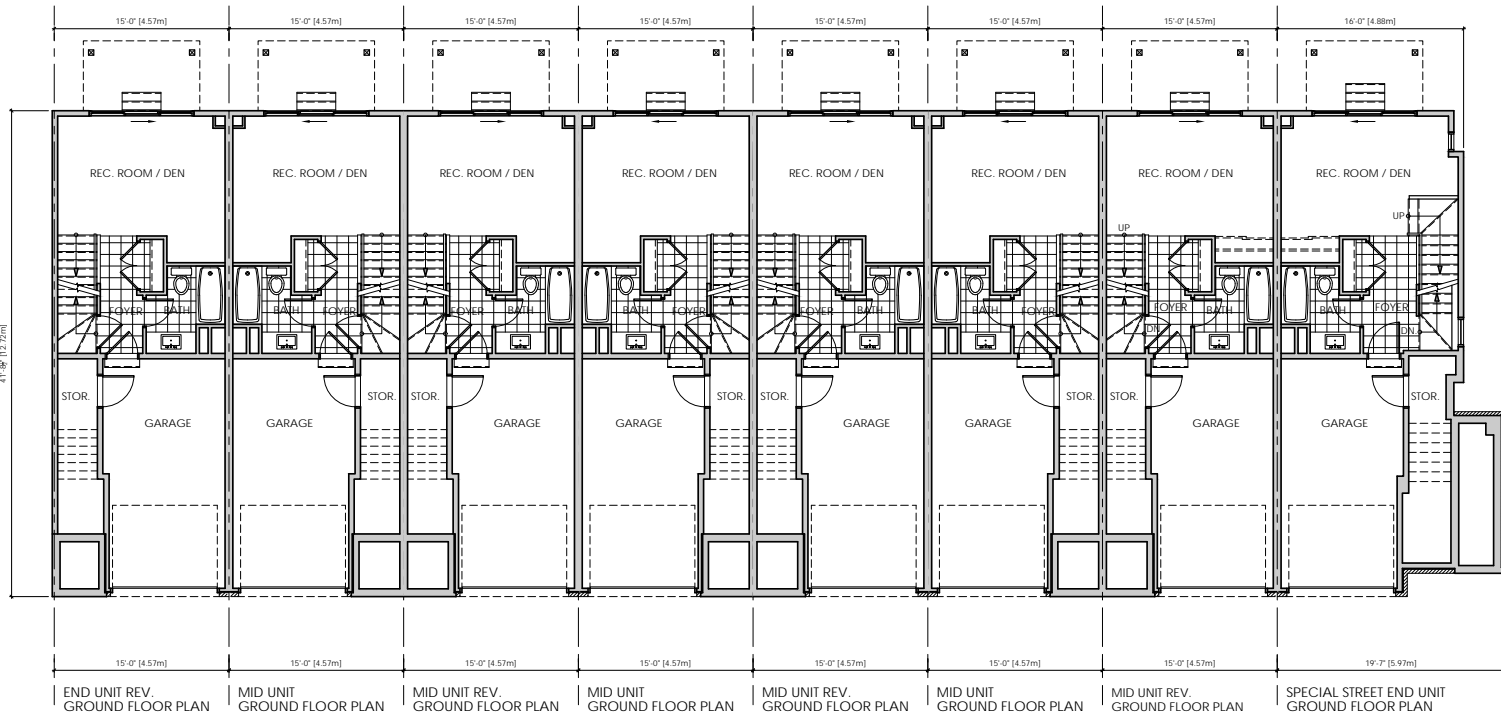 15'-0" [4.57m] 15'-0" [4.57m] 15'-0" [4.57m] 15'-0" [4.57m] 15'-0" [4.57m] 15'-0" [4.57m] 15'-0" [4.57m] 16'-0" [4.88m]
REC. ROOM / DEN REC. ROOM / DEN REC. ROOM / DEN REC. ROOM / DEN REC. ROOM / DEN REC. ROOM / DEN REC. ROOM / DEN REC. ROOM / DEN
UP
UP
FOYER BATH BATH FOYER FOYER BATH BATH FOYER FOYER BATH BATH FOYER FOYER BATH BATH FOYER
DN. DN.
[12.72m]
STOR. STOR. STOR. STOR. STOR. STOR. STOR. STOR.
GARAGE GARAGE GARAGE GARAGE GARAGE GARAGE GARAGE GARAGE
15'-0" [4.57m] 15'-0" [4.57m] 15'-0" [4.57m] 15'-0" [4.57m] 15'-0" [4.57m] 15'-0" [4.57m] 15'-0" [4.57m] 19'-7" [5.97m]
END UNIT REV.
GROUND FLOOR PLAN
MID UNIT
GROUND FLOOR PLAN
MID UNIT REV.
GROUND FLOOR PLAN
MID UNIT
GROUND FLOOR PLAN
MID UNIT REV.
GROUND FLOOR PLAN
MID UNIT
GROUND FLOOR PLAN
MID UNIT REV.
GROUND FLOOR PLAN
SPECIAL STREET END UNIT
GROUND FLOOR PLAN